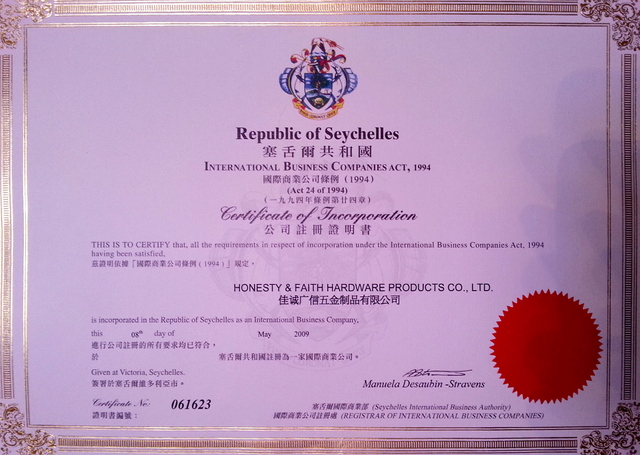 Republic of Seychelles
塞舌爾共和國
INTERNATIONAL BUSINESS COMPANIES ACT, 1994
國際商業公司條例（1994）
(Act 24 of 1994)
（一九九四年條例第廿四章）
Certificate of Incorporation
公司註冊證明書
THIS IS TO CERTIFY that, all the requirements in respect of incorporation under the International Business Companies Act, 1994
having been satisfied,
茲證明依據「國際商業公司條例 (1994)」規定，
HONESTY & FAITH HARDWARE PRODUCTS CO., LTD.
佳诚广信五金制品有限公司
is incorporated in the Republic of Seychelles as an International Business Company,
this 08th day of May 2009
進行公司註冊的所有要求均已符合，
於 塞舌爾共和國註冊為一家國際商業公司。
Given at Victoria, Seychelles.
簽署於塞舌爾維多利亞市。
Manuela Desaubin -Stravens
Certificate No 061623
證明書編號：
塞舌爾國際商業部 (Seychelles International Business Authority)
國際商業公司註冊處 (REGISTRAR OF INTERNATIONAL BUSINESS COMPANIES)